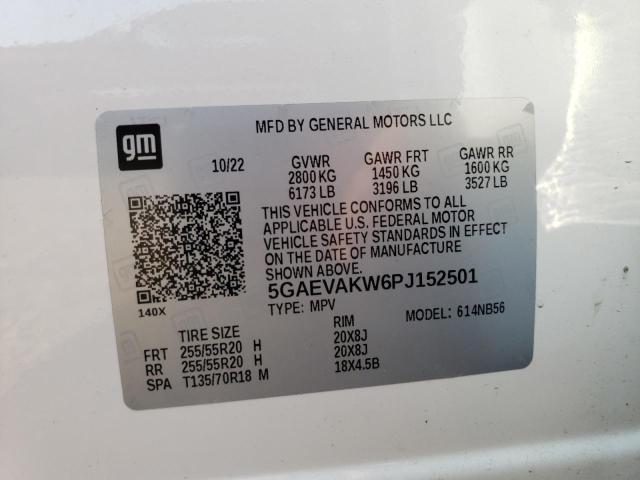 gm
MFD BY GENERAL MOTORS LLC
10/22 GVWR GAWR FRT GAWR RR
2800 KG 1450 KG 1600 KG
6173 LB 3196 LB 3527 LB
THIS VEHICLE CONFORMS TO ALL
APPLICABLE U.S. FEDERAL MOTOR
VEHICLE SAFETY STANDARDS IN EFFECT
ON THE DATE OF MANUFACTURE
SHOWN ABOVE.
140X
5GAEVAKW6PJ152501
TYPE: MPV MODEL: 614NB56
TIRE SIZE RIM
FRT 255/55R20 H 20X8J
RR 255/55R20 H 20X8J
SPA T135/70R18 M 18X4.5B